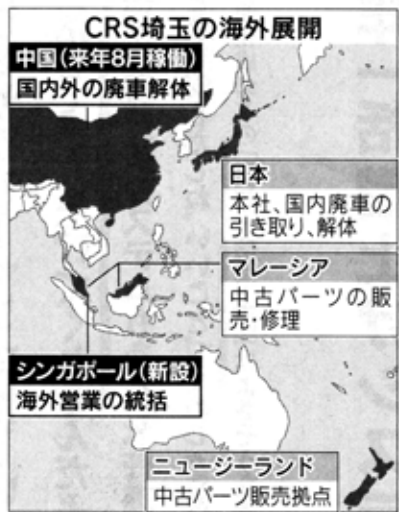 CRS埼玉の海外展開
中国(来年8月稼働)
国内外の廃車解体
日本
本社、国内廃車の
引き取り、解体
マレーシア
中古パーツの販
売・修理
シンガポール(新設)
海外営業の統括
ニュージーランド
中古パーツ販売拠点